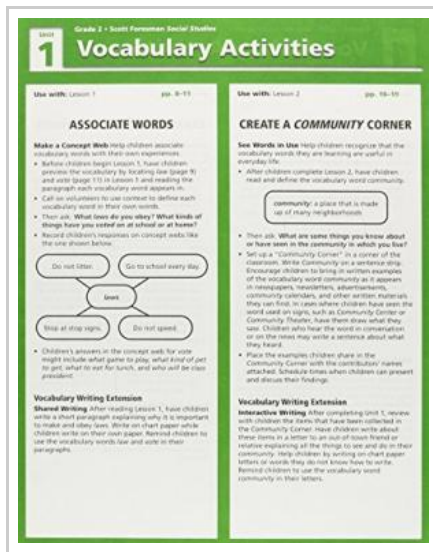 UNIT
1
Grade 2 • Scott Foresman Social Studies
Vocabulary Activities
Use with: Lesson 1 pp. 8–11
ASSOCIATE WORDS
Make a Concept Web Help children associate
vocabulary words with their own experiences.
• Before children begin Lesson 1, have children
preview the vocabulary by locating law (page 9)
and vote (page 11) in Lesson 1 and reading the
paragraph each vocabulary word appears in.
• Call on volunteers to use context to define each
vocabulary word in their own words.
• Then ask: What laws do you obey? What kinds of
things have you voted on at school or at home?
• Record children's responses on concept webs like
the one shown below.
Do not litter.
Go to school every day.
laws
Stop at stop signs.
Do not speed.
• Children's answers in the concept web for vote
might include what game to play, what kind of pet
to get, what to eat for lunch, and who will be class
president.
Vocabulary Writing Extension
Shared Writing After reading Lesson 1, have children
write a short paragraph explaining why it is important
to make and obey laws. Write on chart paper while
children write on their own paper. Remind children to
use the vocabulary words law and vote in their
paragraphs.
Use with: Lesson 2 pp. 16–19
CREATE A COMMUNITY CORNER
See Words in Use Help children recognize that the
vocabulary words they are learning are useful in
everyday life.
• After children complete Lesson 2, have children
read and define the vocabulary word community.
community: a place that is made
up of many neighborhoods
• Then ask: What are some things you know about
or have seen in the community in which you live?
• Set up a "Community Corner" in a corner of the
classroom. Write Community on a sentence strip.
Encourage children to bring in written examples
of the vocabulary word community as it appears
in newspapers, newsletters, advertisements,
community calendars, and other written materials
they can find. In cases where children have seen the
word used on signs, such as Community Center or
Community Theater, have them draw what they
saw. Children who hear the word in conversation
or on the news may write a sentence about what
they heard.
• Place the examples children share in the
Community Corner with the contributors' names
attached. Schedule times when children can present
and discuss their findings.
Vocabulary Writing Extension
Interactive Writing After completing Unit 1, review
with children the items that have been collected in
the Community Corner. Have children write about
these items in a letter to an out-of-town friend or
relative explaining all the things to see and do in their
community. Help children by writing on chart paper
letters or words they do not know how to write.
Remind children to use the vocabulary word
community in their letters.